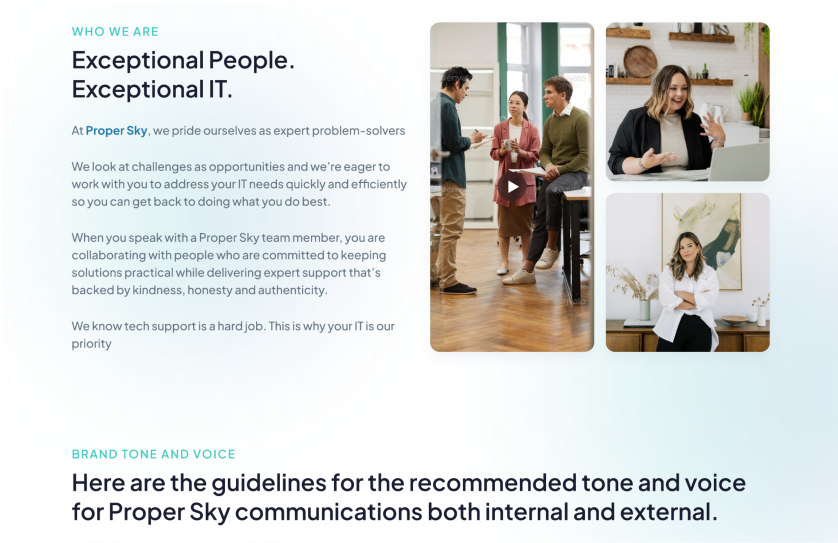 WHO WE ARE
Exceptional People.
Exceptional IT.
At Proper Sky, we pride ourselves as expert problem-solvers
We look at challenges as opportunities and we're eager to
work with you to address your IT needs quickly and efficiently
so you can get back to doing what you do best.
When you speak with a Proper Sky team member, you are
collaborating with people who are committed to keeping
solutions practical while delivering expert support that's
backed by kindness, honesty and authenticity.
We know tech support is a hard job. This is why your IT is our
priority
BRAND TONE AND VOICE
Here are the guidelines for the recommended tone and voice
for Proper Sky communications both internal and external.